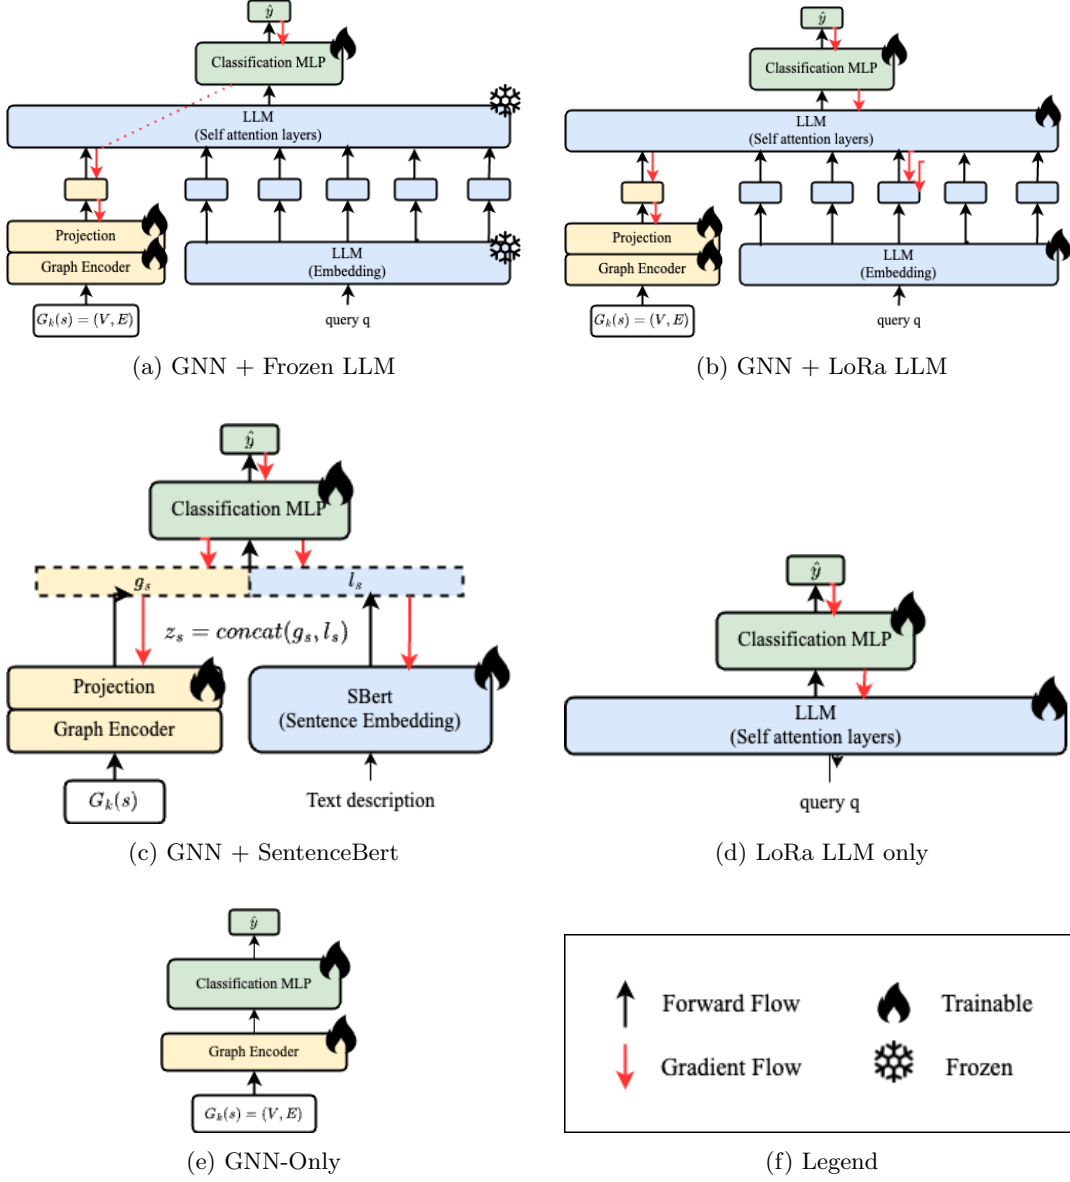 ŷ
Classification MLP
LLM
(Self attention layers)
Projection
Graph Encoder
LLM
(Embedding)
G_k(s) = (V, E)
query q
(a) GNN + Frozen LLM
ŷ
Classification MLP
LLM
(Self attention layers)
Projection
Graph Encoder
LLM
(Embedding)
G_k(s) = (V, E)
query q
(b) GNN + LoRa LLM
ŷ
Classification MLP
g_s
l_s
z_s = concat(g_s, l_s)
Projection
Graph Encoder
SBert
(Sentence Embedding)
G_k(s)
Text description
(c) GNN + SentenceBert
ŷ
Classification MLP
LLM
(Self attention layers)
query q
(d) LoRa LLM only
ŷ
Classification MLP
Graph Encoder
G_k(s) = (V, E)
(e) GNN-Only
Forward Flow
Trainable
Gradient Flow
Frozen
(f) Legend